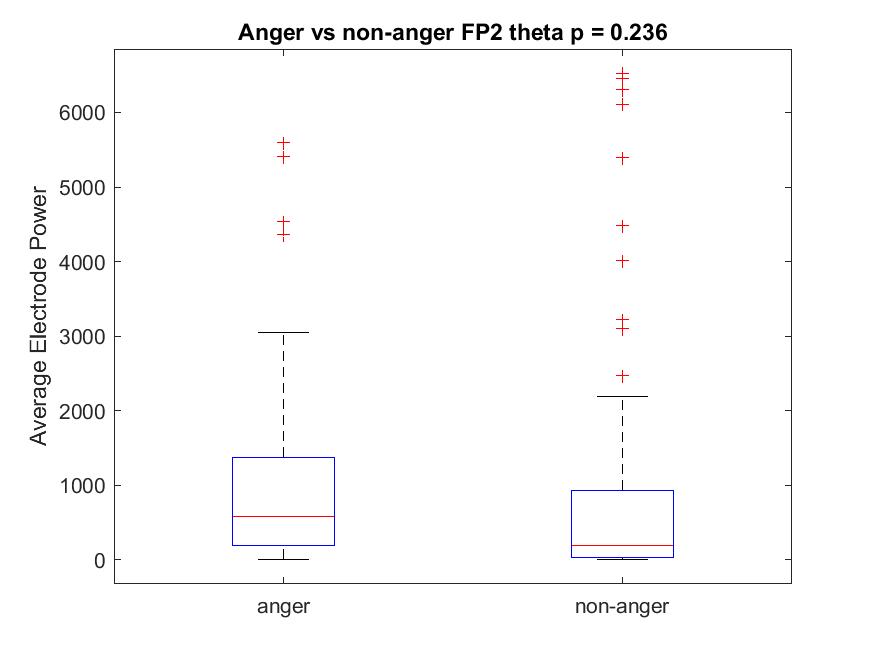 Anger vs non-anger FP2 theta p = 0.236
Average Electrode Power
6000
5000
4000
3000
2000
1000
0
anger
non-anger